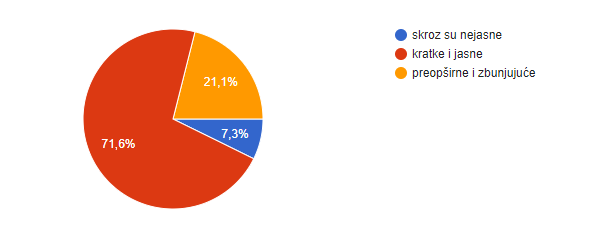 skroz su nejasne
kratke i jasne
preopširne i zbunjujuće
21,1%
7,3%
71,6%